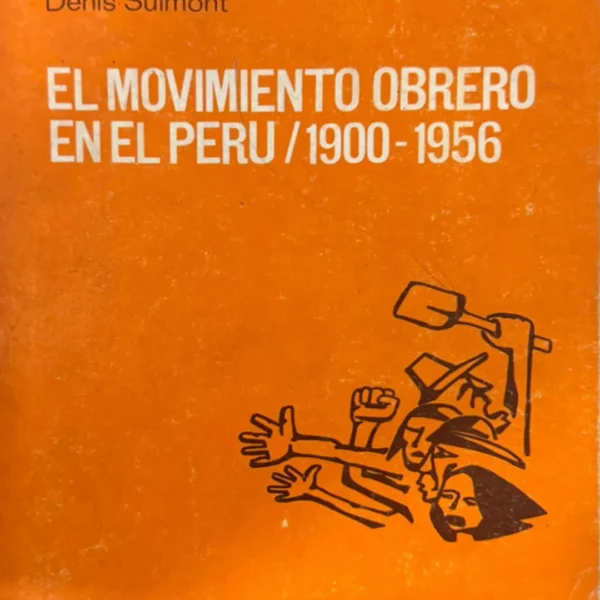 Denis Sulmont
EL MOVIMIENTO OBRERO
EN EL PERU / 1900-1956